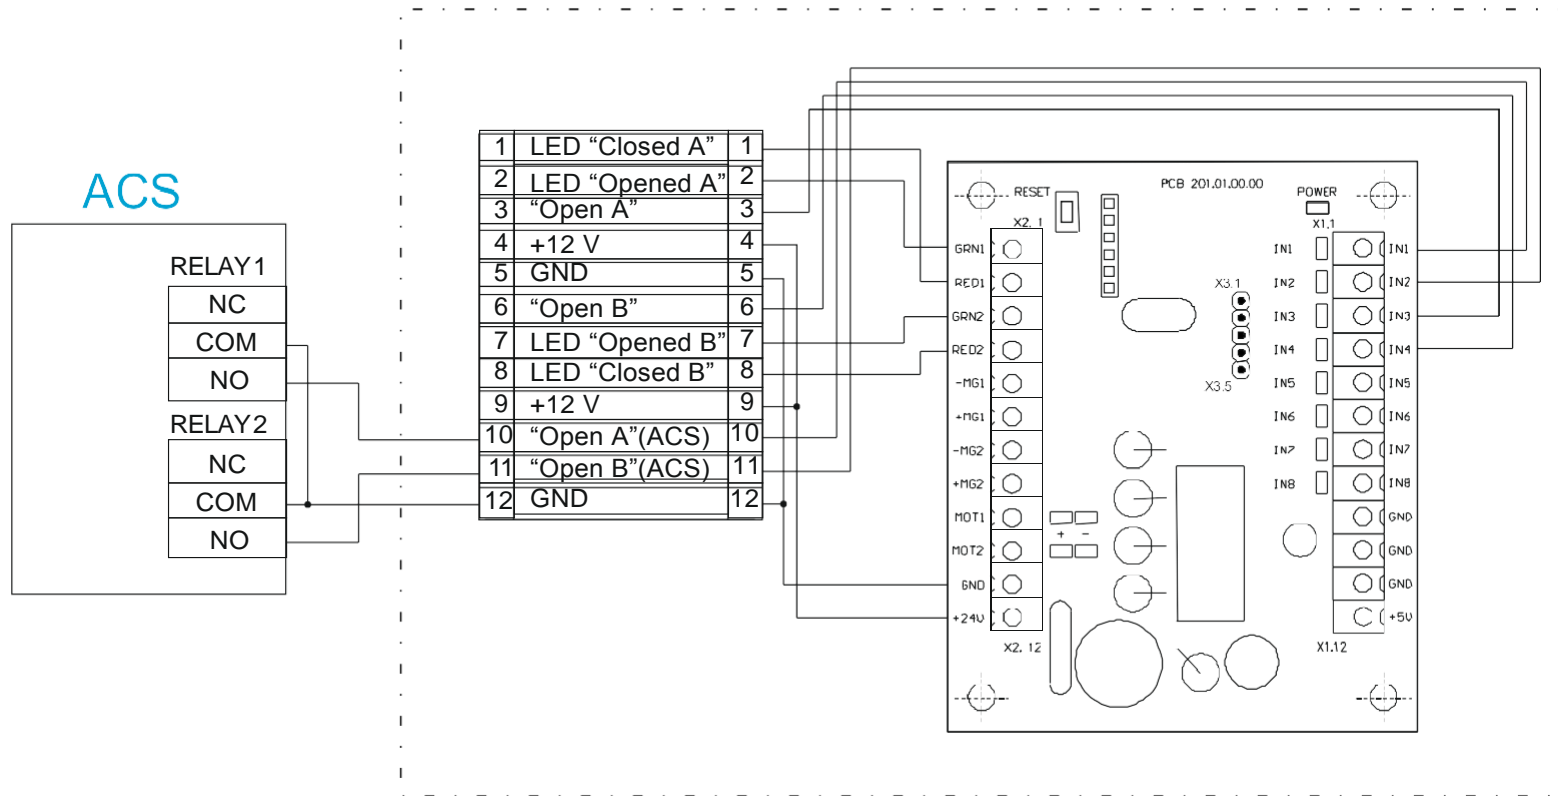 ACS
RELAY1
NC
COM
NO
RELAY2
NC
COM
NO
1 LED “Closed A” 1
2 LED “Opened A” 2
3 “Open A” 3
4 +12 V 4
5 GND 5
6 “Open B” 6
7 LED “Opened B” 7
8 LED “Closed B” 8
9 +12 V 9
10 “Open A”(ACS) 10
11 “Open B”(ACS) 11
12 GND 12
PCB 201.01.00.00
RESET
POWER
X2. 1
X1.1
GRN1
RED1
GRN2
RED2
-MG1
+MG1
-MG2
+MG2
MOT1
MOT2
GND
+24V
X2. 12
+ -
X3.1
X3.5
IN1
IN2
IN3
IN4
IN5
IN6
IN7
IN8
IN1
IN2
IN3
IN4
IN5
IN6
IN7
IN8
GND
GND
GND
+5V
X1.12